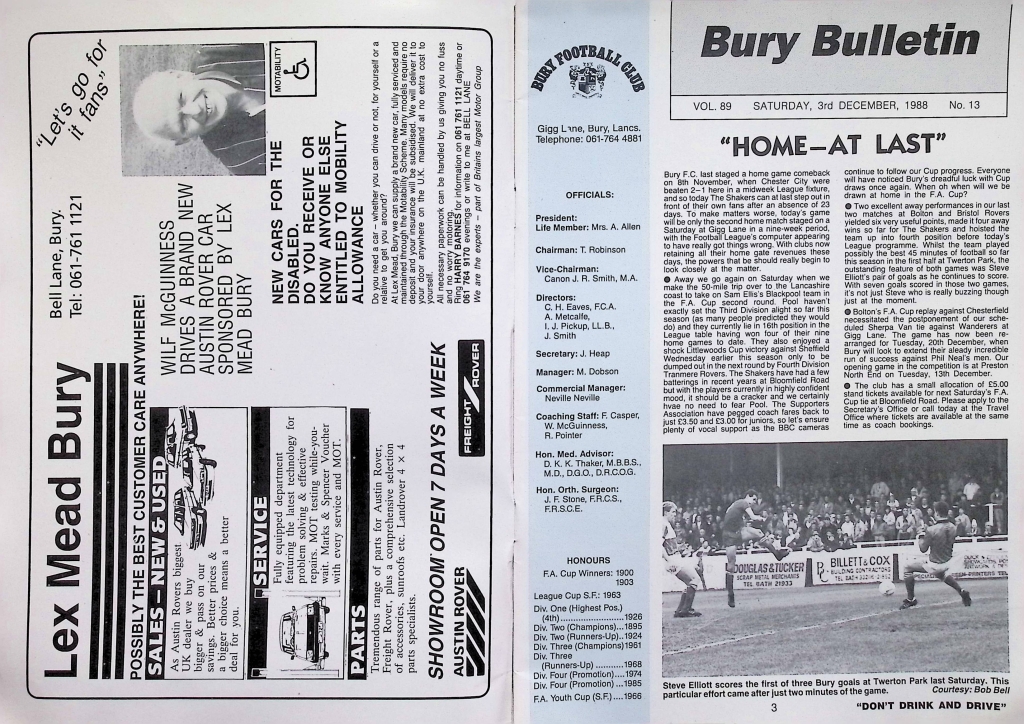 Lex Mead Bury
Bell Lane, Bury.
Tel: 061-761 1121
"Let's go for
it fans"
POSSIBLY THE BEST CUSTOMER CARE ANYWHERE!
SALES – NEW & USED
As Austin Rovers biggest
UK dealer we buy
bigger & pass on our
savings. Better prices &
a bigger choice means a better
deal for you.
WILF McGUINNESS
DRIVES A BRAND NEW
AUSTIN ROVER CAR
SPONSORED BY LEX
MEAD BURY
SERVICE
Fully equipped department
featuring the latest technology for
problem solving & effective
repairs. MOT testing while-you-
wait. Marks & Spencer Voucher
with every service and MOT.
PARTS
Tremendous range of parts for Austin Rover,
Freight Rover, plus a comprehensive selection
of accessories, sunroofs etc. Landrover 4 × 4
parts specialists.
SHOWROOM OPEN 7 DAYS A WEEK
AUSTIN ROVER
FREIGHT ROVER
MOTABILITY
NEW CARS FOR THE
DISABLED.
DO YOU RECEIVE OR
KNOW ANYONE ELSE
ENTITLED TO MOBILITY
ALLOWANCE
Do you need a car – whether you can drive or not, for yourself or a
relative to get you around?
At Lex Mead, Bury we can supply a brand new car, fully serviced and
maintained through the Motability Scheme. Many models require no
deposit and your insurance will be subsidised. We will deliver it to
your door anywhere on the U.K. mainland at no extra cost to
yourself.
All necessary paperwork can be handled by us giving you no fuss
and no worry motoring.
Ring HARRY BARNES for information on 061 761 1121 daytime or
061 764 9170 evenings or write to me at BELL LANE
We are the experts – part of Britains largest Motor Group
BURY FOOTBALL CLUB
Gigg Lane, Bury, Lancs.
Telephone: 061-764 4881
OFFICIALS:
President:
Life Member: Mrs. A. Allen
Chairman: T. Robinson
Vice-Chairman:
Canon J. R. Smith, M.A.
Directors:
C. H. Eaves, F.C.A.
A. Metcalfe,
I. J. Pickup, LL.B.,
J. Smith
Secretary: J. Heap
Manager: M. Dobson
Commercial Manager:
Neville Neville
Coaching Staff: F. Casper,
W. McGuinness,
R. Pointer
Hon. Med. Advisor:
D. K. K. Thaker, M.B.B.S.,
M.D., D.G.O., D.R.C.O.G.
Hon. Orth. Surgeon:
J. F. Stone, F.R.C.S.,
F.R.S.C.E.
HONOURS
F.A. Cup Winners: 1900
1903
League Cup S.F.: 1963
Div. One (Highest Pos.)
(4th) ...................1926
Div. Two (Champions)...1895
Div. Two (Runners-Up)...1924
Div. Three (Champions)1961
Div. Three
(Runners-Up) ...........1968
Div. Four (Promotion)....1974
Div. Four (Promotion)....1985
F.A. Youth Cup (S.F.)....1966
Bury Bulletin
VOL. 89 SATURDAY, 3rd DECEMBER, 1988 No. 13
"HOME – AT LAST"
Bury F.C. last staged a home game comeback
on 8th November, when Chester City were
beaten 2–1 here in a midweek League fixture,
and so today The Shakers can at last step out in
front of their own fans after an absence of 23
days. To make matters worse, today's game
will be only the second home match staged on a
Saturday at Gigg Lane in a nine-week period,
with the Football League's computer appearing
to have really got things wrong. With clubs now
retaining all their home gate revenues these
days, the powers that be should really begin to
look closely at the matter.
● Away we go again on Saturday when we
make the 50-mile trip over to the Lancashire
coast to take on Sam Ellis's Blackpool team in
the F.A. Cup second round. Pool haven't
exactly set the Third Division alight so far this
season (as many people predicted they would
do) and they currently lie in 16th position in the
League table having won four of their nine
home games to date. They also enjoyed a
shock Littlewoods Cup victory against Sheffield
Wednesday earlier this season only to be
dumped out in the next round by Fourth Division
Tranmere Rovers. The Shakers have had a few
batterings in recent years at Bloomfield Road
but with the players currently in highly confident
mood, it should be a cracker and we certainly
hvae no need to fear Pool. The Supporters
Association have pegged coach fares back to
just £3.50 and £3.00 for juniors, so let's ensure
plenty of vocal support as the BBC cameras
continue to follow our Cup progress. Everyone
will have noticed Bury's dreadful luck with Cup
draws once again. When oh when will we be
drawn at home in the F.A. Cup?
● Two excellent away performances in our last
two matches at Bolton and Bristol Rovers
yielded six very useful points, made it four away
wins so far for The Shakers and hoisted the
team up into fourth position before today's
League programme. Whilst the team played
possibly the best 45 minutes of football so far
this season in the first half at Twerton Park, the
outstanding feature of both games was Steve
Elliott's pair of goals as he continues to score.
With seven goals scored in those two games,
it's not just Steve who is really buzzing though
just at the moment.
● Bolton's F.A. Cup replay against Chesterfield
necessitated the postponement of our sche-
duled Sherpa Van tie against Wanderers at
Gigg Lane. The game has now been re-
arranged for Tuesday, 20th December, when
Bury will look to extend their aleady incredible
run of success against Phil Neal's men. Our
opening game in the competition is at Preston
North End on Tuesday, 13th December.
● The club has a small allocation of £5.00
stand tickets available for next Saturday's F.A.
Cup tie at Bloomfield Road. Please apply to the
Secretary's Office or call today at the Travel
Office where tickets are available at the same
time as coach bookings.
DOUGLAS & TUCKER
SCRAP METAL MERCHANTS
TEL BATH 21933
BILLETT & COX
BUILDING CONTRACTORS
Steve Elliott scores the first of three Bury goals at Twerton Park last Saturday. This
particular effort came after just two minutes of the game. Courtesy: Bob Bell
3
"DON'T DRINK AND DRIVE"